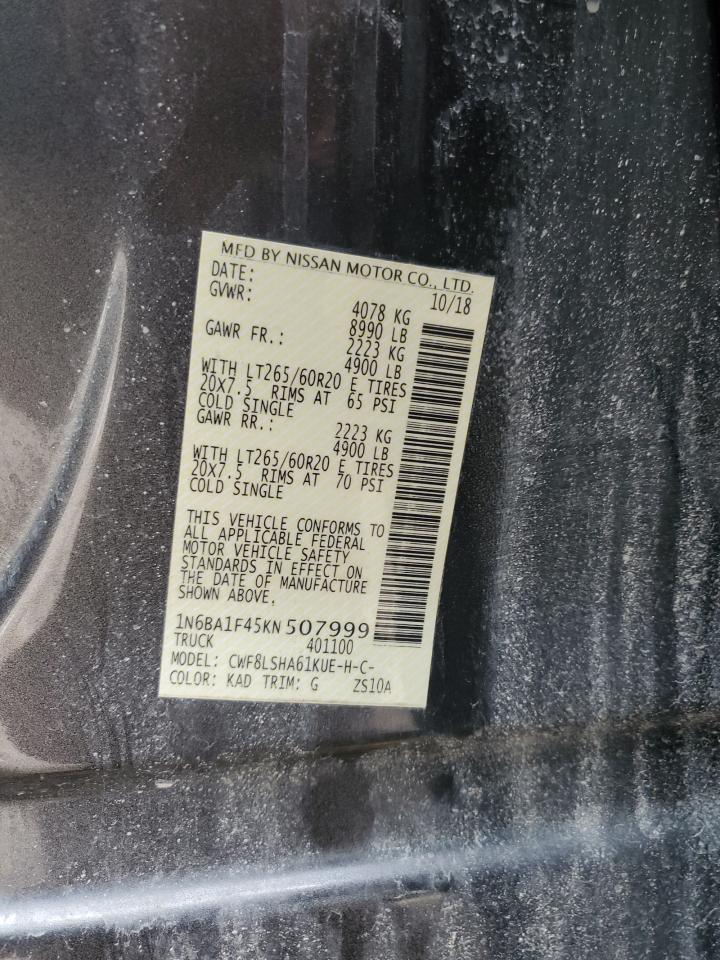 MFD BY NISSAN MOTOR CO., LTD.
DATE: 10/18
GVWR: 4078 KG
8990 LB
GAWR FR.: 2223 KG
4900 LB
WITH LT265/60R20 E TIRES
20X7.5 RIMS AT 65 PSI
COLD SINGLE
GAWR RR.: 2223 KG
4900 LB
WITH LT265/60R20 E TIRES
20X7.5 RIMS AT 70 PSI
COLD SINGLE
THIS VEHICLE CONFORMS TO
ALL APPLICABLE FEDERAL
MOTOR VEHICLE SAFETY
STANDARDS IN EFFECT ON
THE DATE OF MANUFACTURE
SHOWN ABOVE.
1N6BA1F45KN507999
TRUCK 401100
MODEL: CWF8LSHA61KUE-H-C-
COLOR: KAD TRIM: G ZS10A